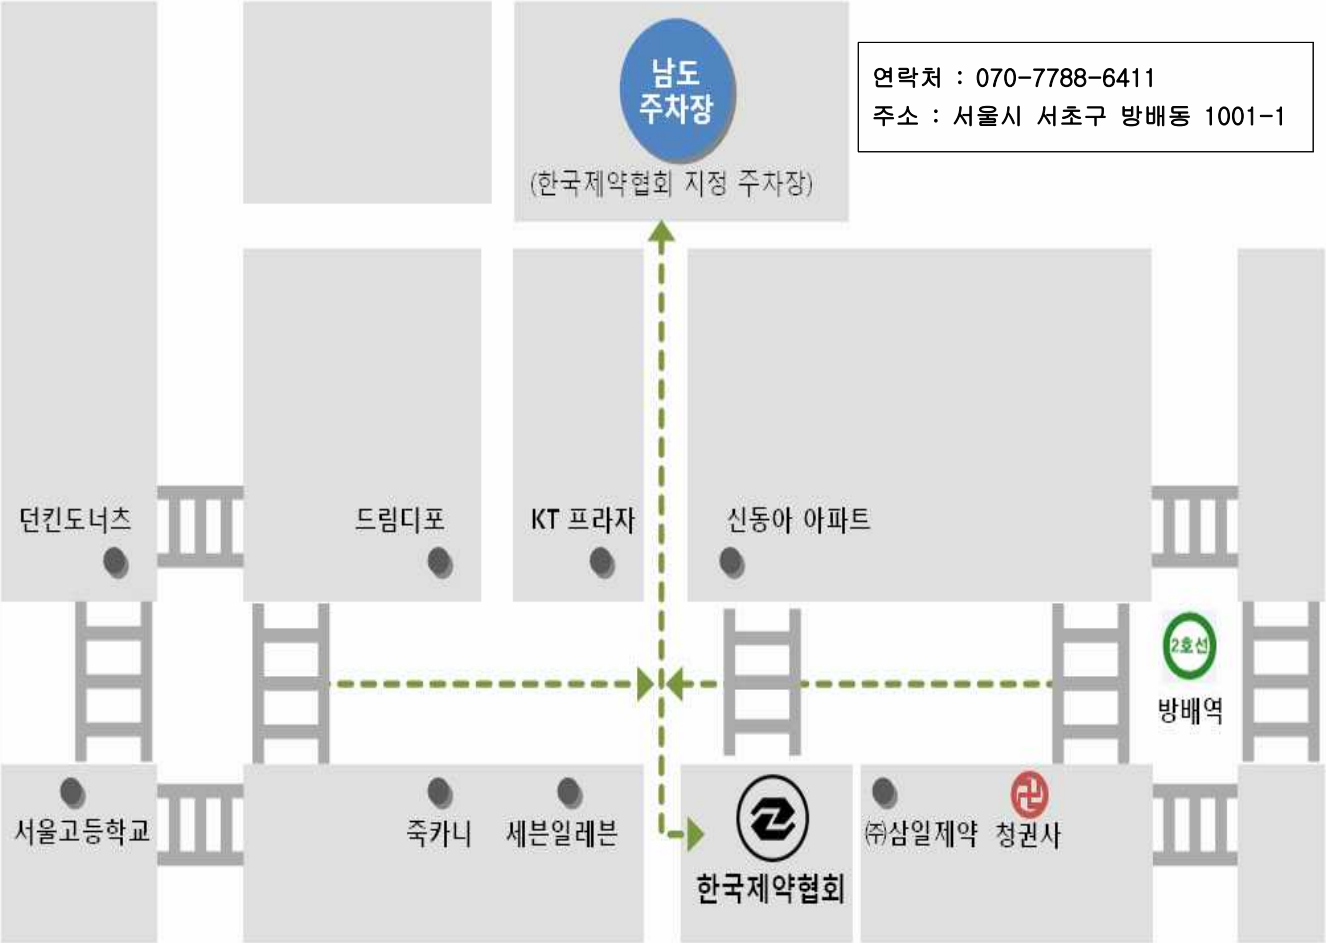 남도
주차장
(한국제약협회 지정 주차장)
연락처 : 070-7788-6411
주소 : 서울시 서초구 방배동 1001-1
던킨도너츠
드림디포
KT 프라자
신동아 아파트
2호선
방배역
서울고등학교
죽카니
세븐일레븐
한국제약협회
㈜삼일제약
청권사